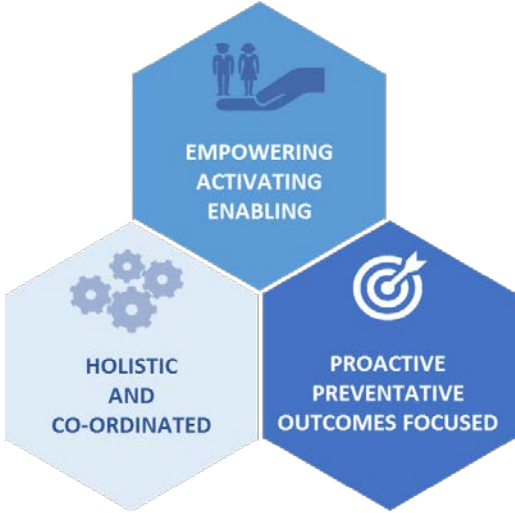 EMPOWERING
ACTIVATING
ENABLING
HOLISTIC
AND
CO-ORDINATED
PROACTIVE
PREVENTATIVE
OUTCOMES FOCUSED